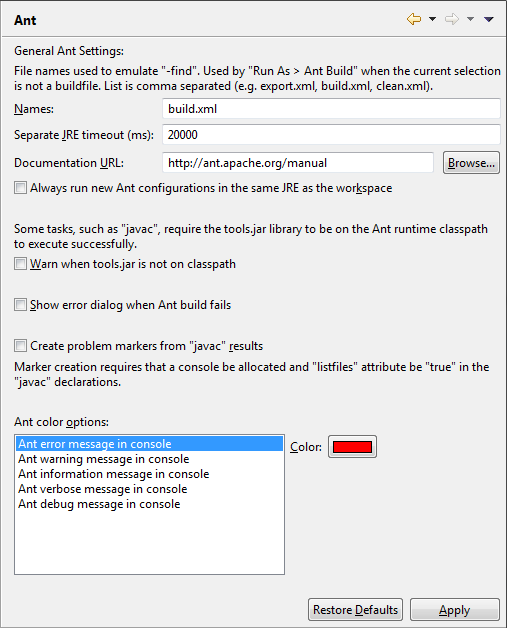 Ant
General Ant Settings:
File names used to emulate "-find". Used by "Run As > Ant Build" when the current selection
is not a buildfile. List is comma separated (e.g. export.xml, build.xml, clean.xml).
Names: build.xml
Separate JRE timeout (ms): 20000
Documentation URL: http://ant.apache.org/manual Browse...
Always run new Ant configurations in the same JRE as the workspace
Some tasks, such as "javac", require the tools.jar library to be on the Ant runtime classpath
to execute successfully.
Warn when tools.jar is not on classpath
Show error dialog when Ant build fails
Create problem markers from "javac" results
Marker creation requires that a console be allocated and "listfiles" attribute be "true" in the
"javac" declarations.
Ant color options:
Ant error message in console Color:
Ant warning message in console
Ant information message in console
Ant verbose message in console
Ant debug message in console
Restore Defaults Apply